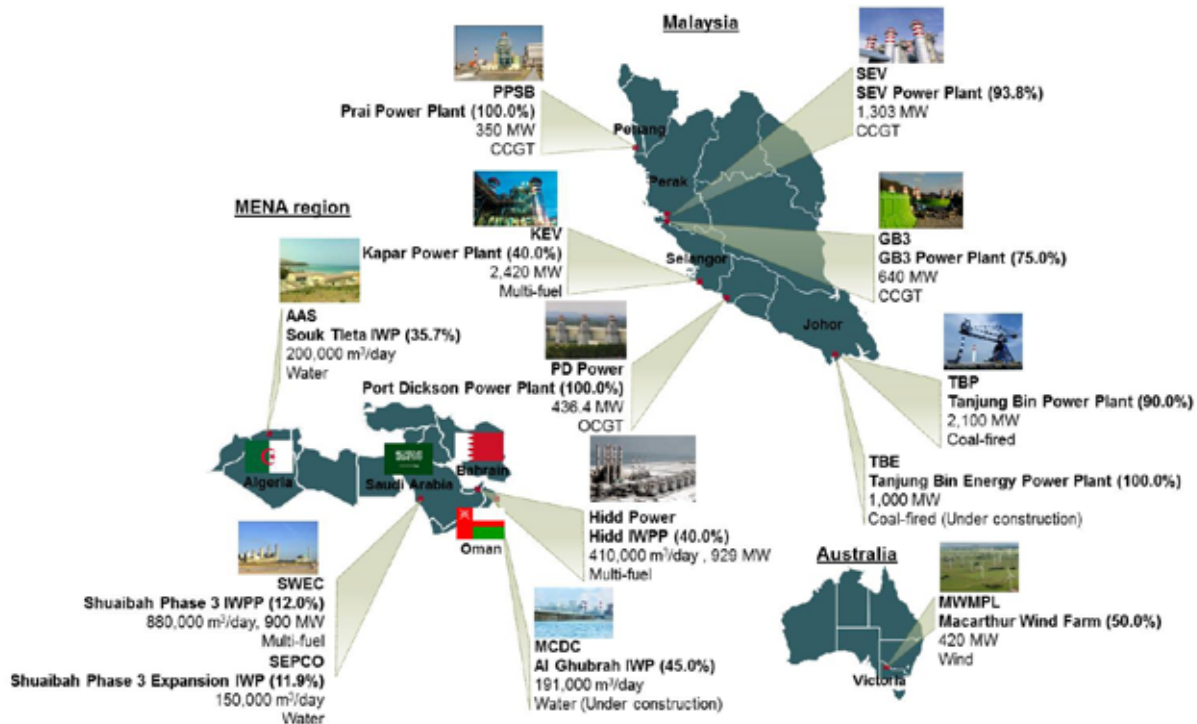 Malaysia
PPSB
Prai Power Plant (100.0%)
350 MW
CCGT
SEV
SEV Power Plant (93.8%)
1,303 MW
CCGT
Penang
Perak
Selangor
Johor
KEV
Kapar Power Plant (40.0%)
2,420 MW
Multi-fuel
GB3
GB3 Power Plant (75.0%)
640 MW
CCGT
PD Power
Port Dickson Power Plant (100.0%)
436.4 MW
OCGT
TBP
Tanjung Bin Power Plant (90.0%)
2,100 MW
Coal-fired
TBE
Tanjung Bin Energy Power Plant (100.0%)
1,000 MW
Coal-fired (Under construction)
MENA region
AAS
Souk Tleta IWP (35.7%)
200,000 m³/day
Water
Algeria
Saudi Arabia
Bahrain
Oman
Hidd Power
Hidd IWPP (40.0%)
410,000 m³/day , 929 MW
Multi-fuel
SWEC
Shuaibah Phase 3 IWPP (12.0%)
880,000 m³/day, 900 MW
Multi-fuel
SEPCO
Shuaibah Phase 3 Expansion IWP (11.9%)
150,000 m³/day
Water
MCDC
Al Ghubrah IWP (45.0%)
191,000 m³/day
Water (Under construction)
Australia
MWMPL
Macarthur Wind Farm (50.0%)
420 MW
Wind
Victoria